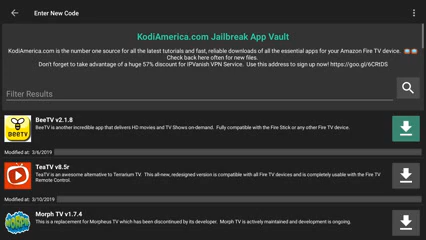 Enter New Code
KodiAmerica.com Jailbreak App Vault
KodiAmerica.com is the number one source for all the latest tutorials and fast, reliable downloads of all the essential apps for your Amazon Fire TV device.
Check back here often for new files.
Don't forget to take advantage of a huge 57% discount for IPVanish VPN Service. Use this address to sign up now! https://goo.gl/6CRtDS
Filter Results
BeeTV v2.1.8
BeeTV is another incredible app that delivers HD movies and TV Shows on-demand. Fully compatible with the Fire Stick or any other Fire TV device.
BEETV
Modified at: 3/6/2019
TeaTV v8.5r
TeaTV is an awesome alternative to Terrarium TV. This all-new, redesigned version is compatible with all Fire TV devices and is completely usable with the Fire TV
Remote Control.
Modified at: 3/10/2019
Morph TV v1.7.4
This is a replacement for Morpheus TV which has been discontinued by its developer. Morph TV is actively maintained and development is ongoing.
MORPH